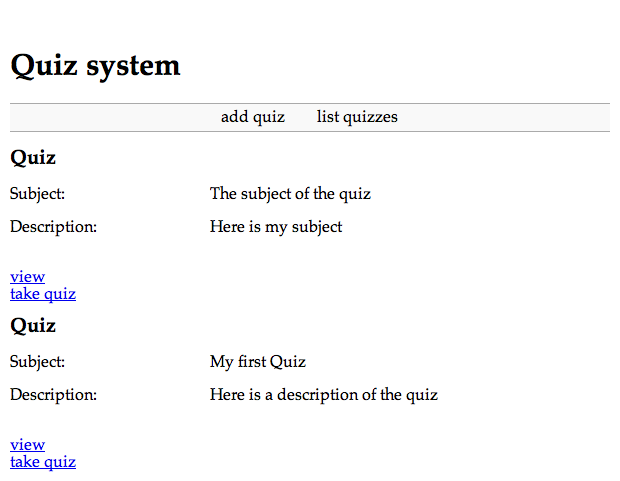 Quiz system
add quiz list quizzes
Quiz
Subject: The subject of the quiz
Description: Here is my subject
view
take quiz
Quiz
Subject: My first Quiz
Description: Here is a description of the quiz
view
take quiz